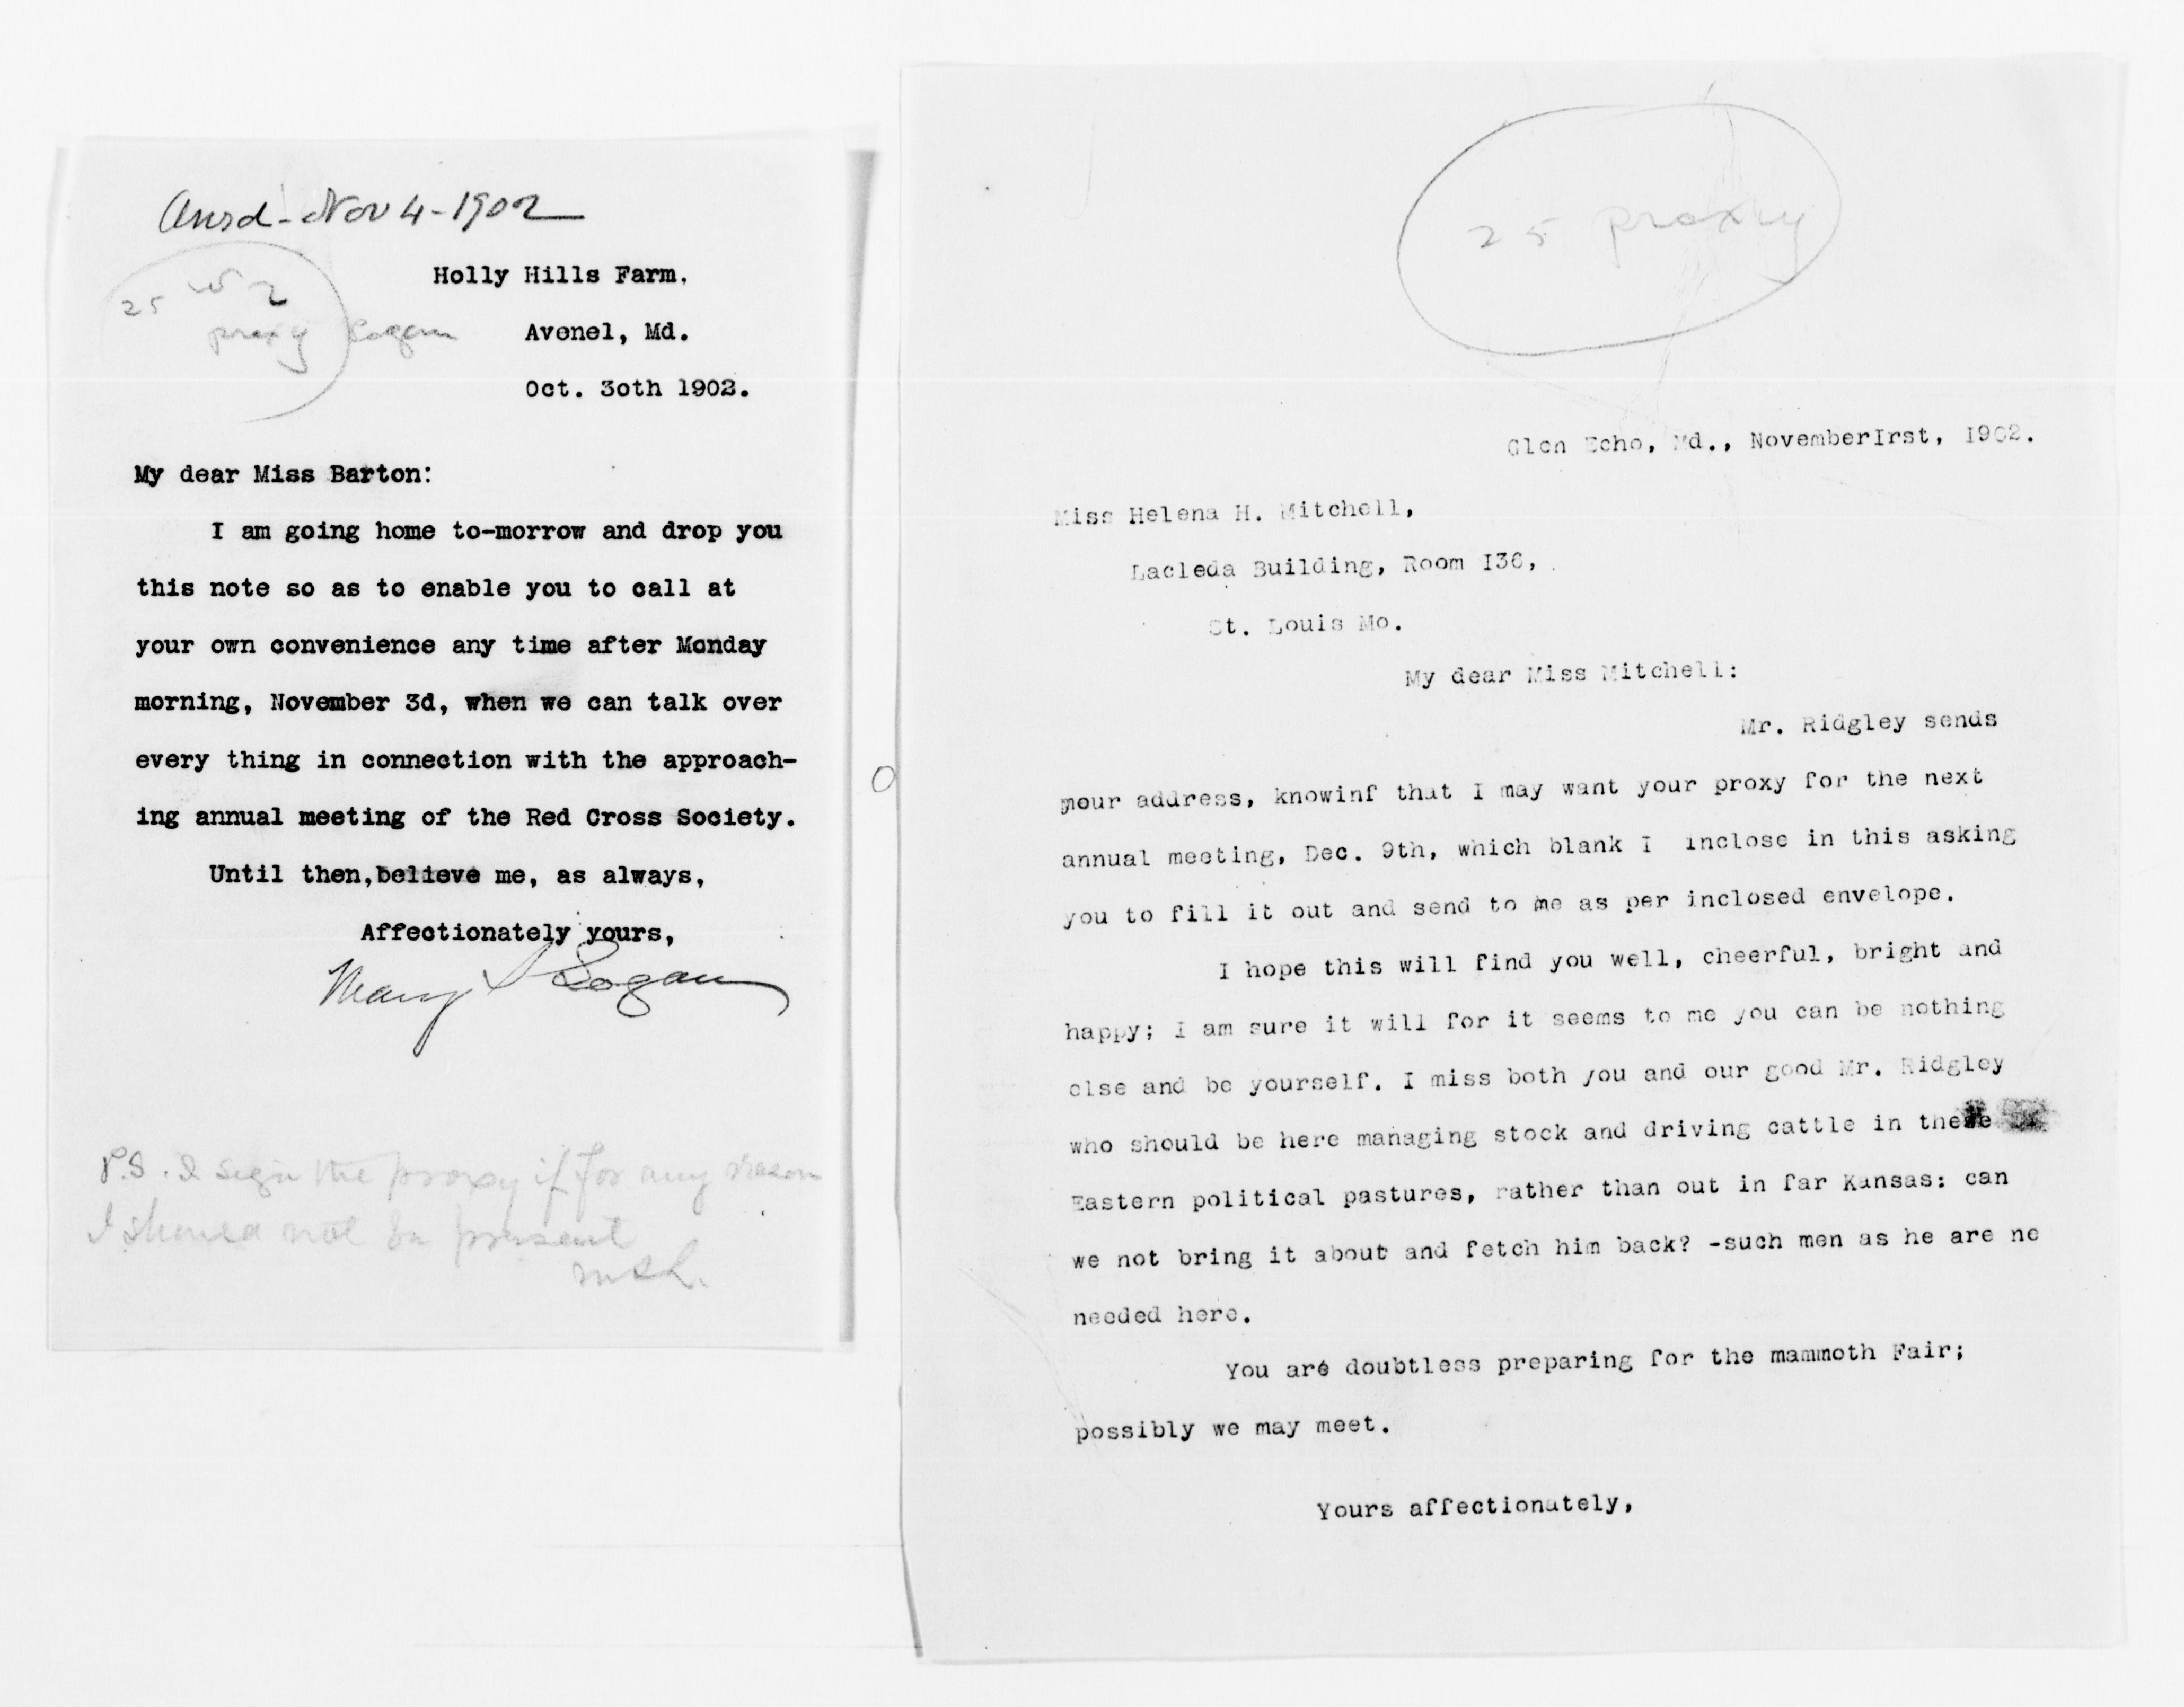 Ansd - Nov 4 - 1902
25
proxy Logan
Holly Hills Farm.
Avenel, Md.
Oct. 3oth 1902.
My dear Miss Barton:
I am going home to-morrow and drop you
this note so as to enable you to call at
your own convenience any time after Monday
morning, November 3d, when we can talk over
every thing in connection with the approach-
ing annual meeting of the Red Cross Society.
Until then,believe me, as always,
Affectionately yours,
Mary S Logan
P.S. I sign the proxy if for any reason
I should not be present
MSL.
25 proxy
Glen Echo, Md., NovemberIrst, I902.
Miss Helena H. Mitchell,
Lacleda Building, Room I36,
St. Louis Mo.
My dear Miss Mitchell:
Mr. Ridgley sends
your address, knowinf that I may want your proxy for the next
annual meeting, Dec. 9th, which blank I inclose in this asking
you to fill it out and send to me as per inclosed envelope.
I hope this will find you well, cheerful, bright and
happy; I am sure it will for it seems to me you can be nothing
else and be yourself. I miss both you and our good Mr. Ridgley
who should be here managing stock and driving cattle in these
Eastern political pastures, rather than out in far Kansas: can
we not bring it about and fetch him back? -such men as he are ne
needed here.
You are doubtless preparing for the mammoth Fair;
possibly we may meet.
Yours affectionately,